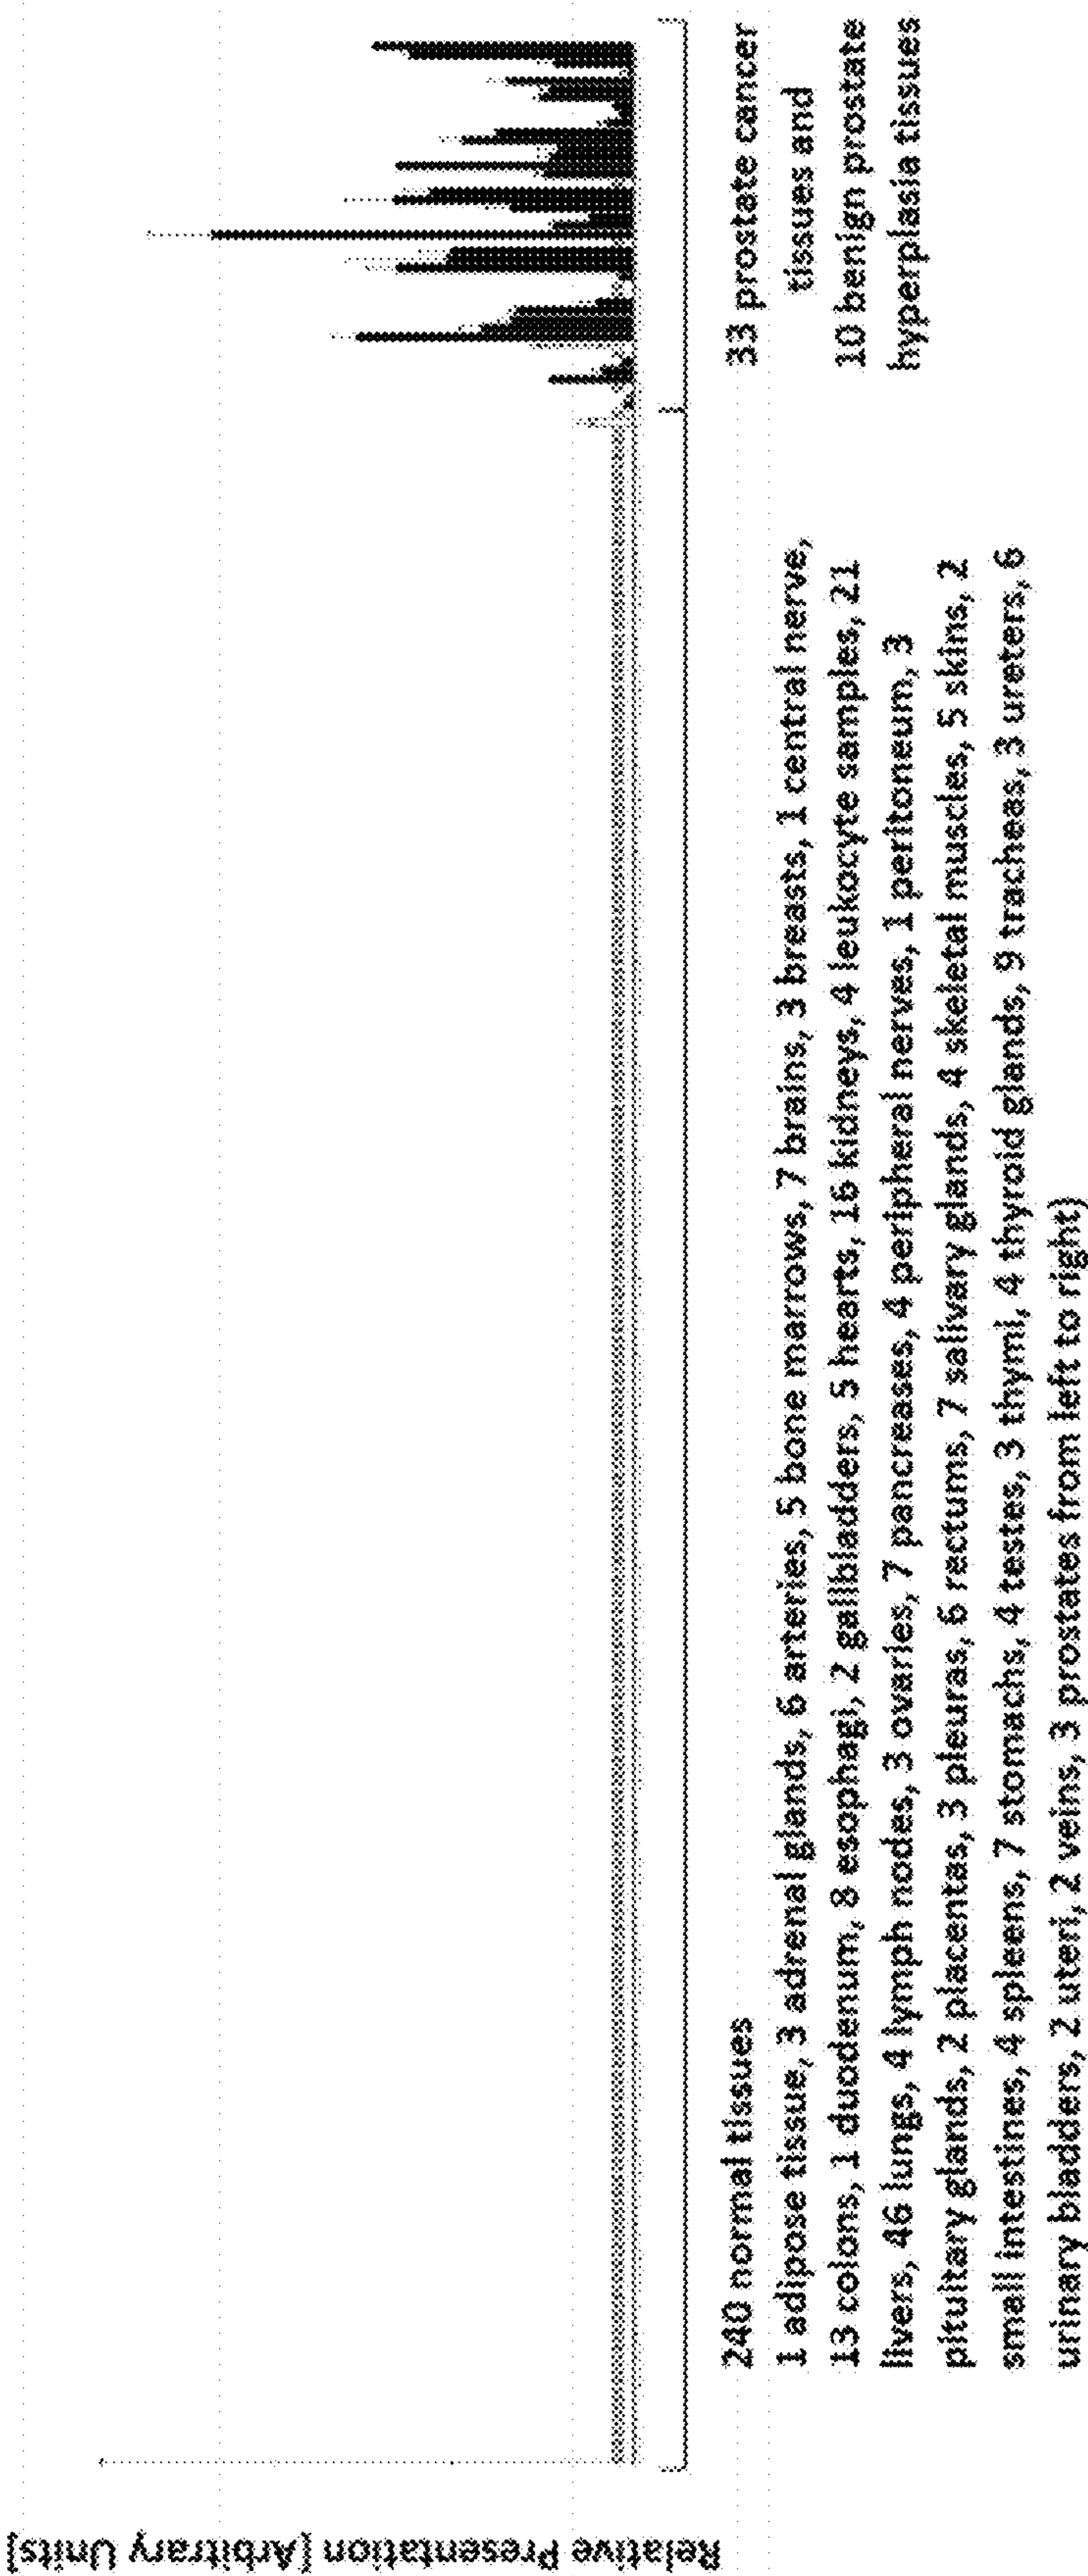 Relative Presentation [Arbitrary Units]
240 normal tissues
1 adipose tissue, 3 adrenal glands, 6 arteries, 5 bone marrows, 7 brains, 3 breasts, 1 central nerve,
13 colons, 1 duodenum, 8 esophagi, 2 gallbladders, 5 hearts, 16 kidneys, 4 leukocyte samples, 21
livers, 46 lungs, 4 lymph nodes, 3 ovaries, 7 pancreases, 4 peripheral nerves, 1 peritoneum, 3
pituitary glands, 2 placentas, 3 pleuras, 6 rectums, 7 salivary glands, 4 skeletal muscles, 5 skins, 2
small intestines, 4 spleens, 7 stomachs, 4 testes, 3 thymi, 4 thyroid glands, 9 tracheas, 3 ureters, 6
urinary bladders, 2 uteri, 2 veins, 3 prostates from left to right)
33 prostate cancer
tissues and
10 benign prostate
hyperplasia tissues